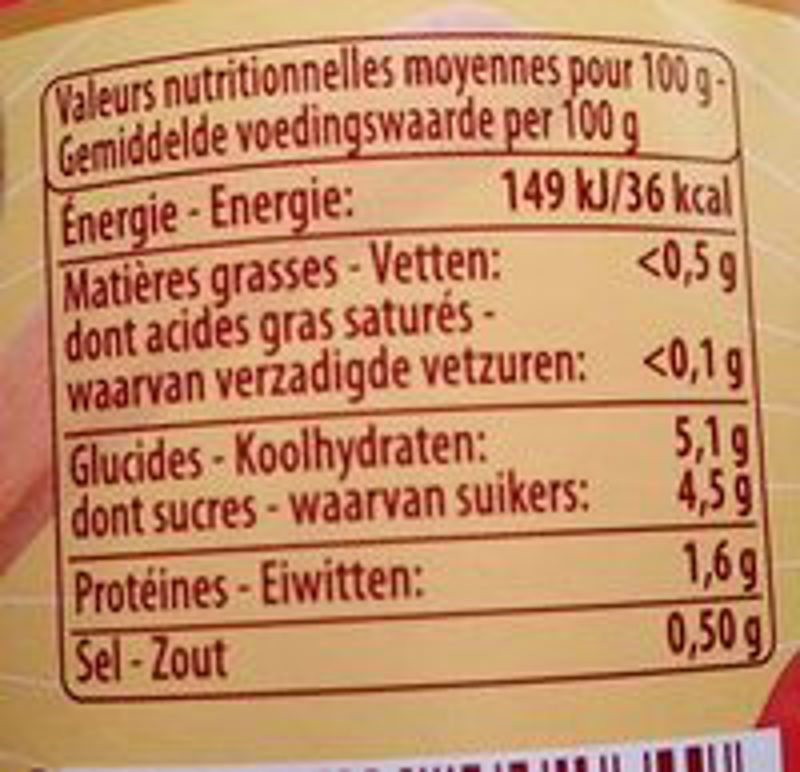 Valeurs nutritionnelles moyennes pour 100 g -
Gemiddelde voedingswaarde per 100 g
Énergie - Energie: 149 kJ/36 kcal
Matières grasses - Vetten: <0,5 g
dont acides gras saturés -
waarvan verzadigde vetzuren: <0,1 g
Glucides - Koolhydraten: 5,1 g
dont sucres - waarvan suikers: 4,5 g
Protéines - Eiwitten: 1,6 g
Sel - Zout 0,50 g